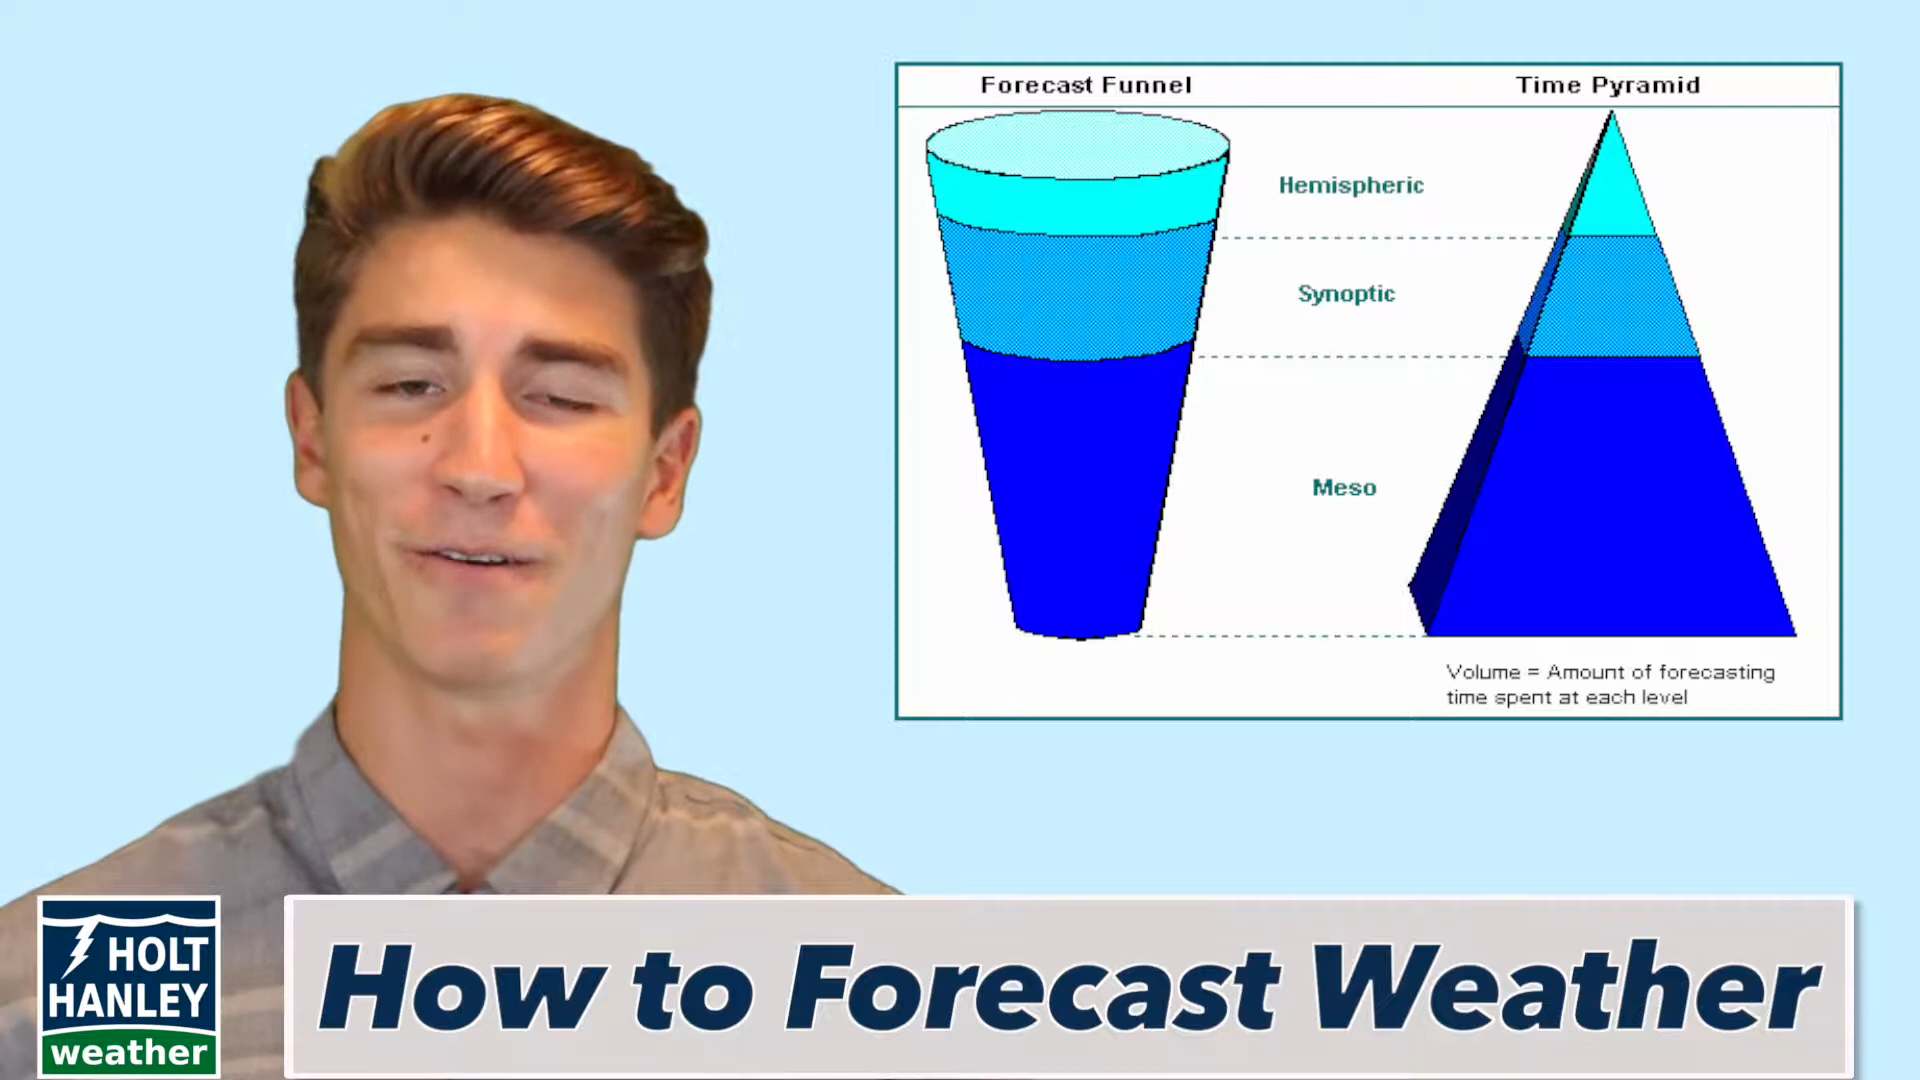 Forecast Funnel
Time Pyramid
Hemispheric
Synoptic
Meso
Volume = Amount of forecasting
time spent at each level
HOLT
HANLEY
weather
How to Forecast Weather